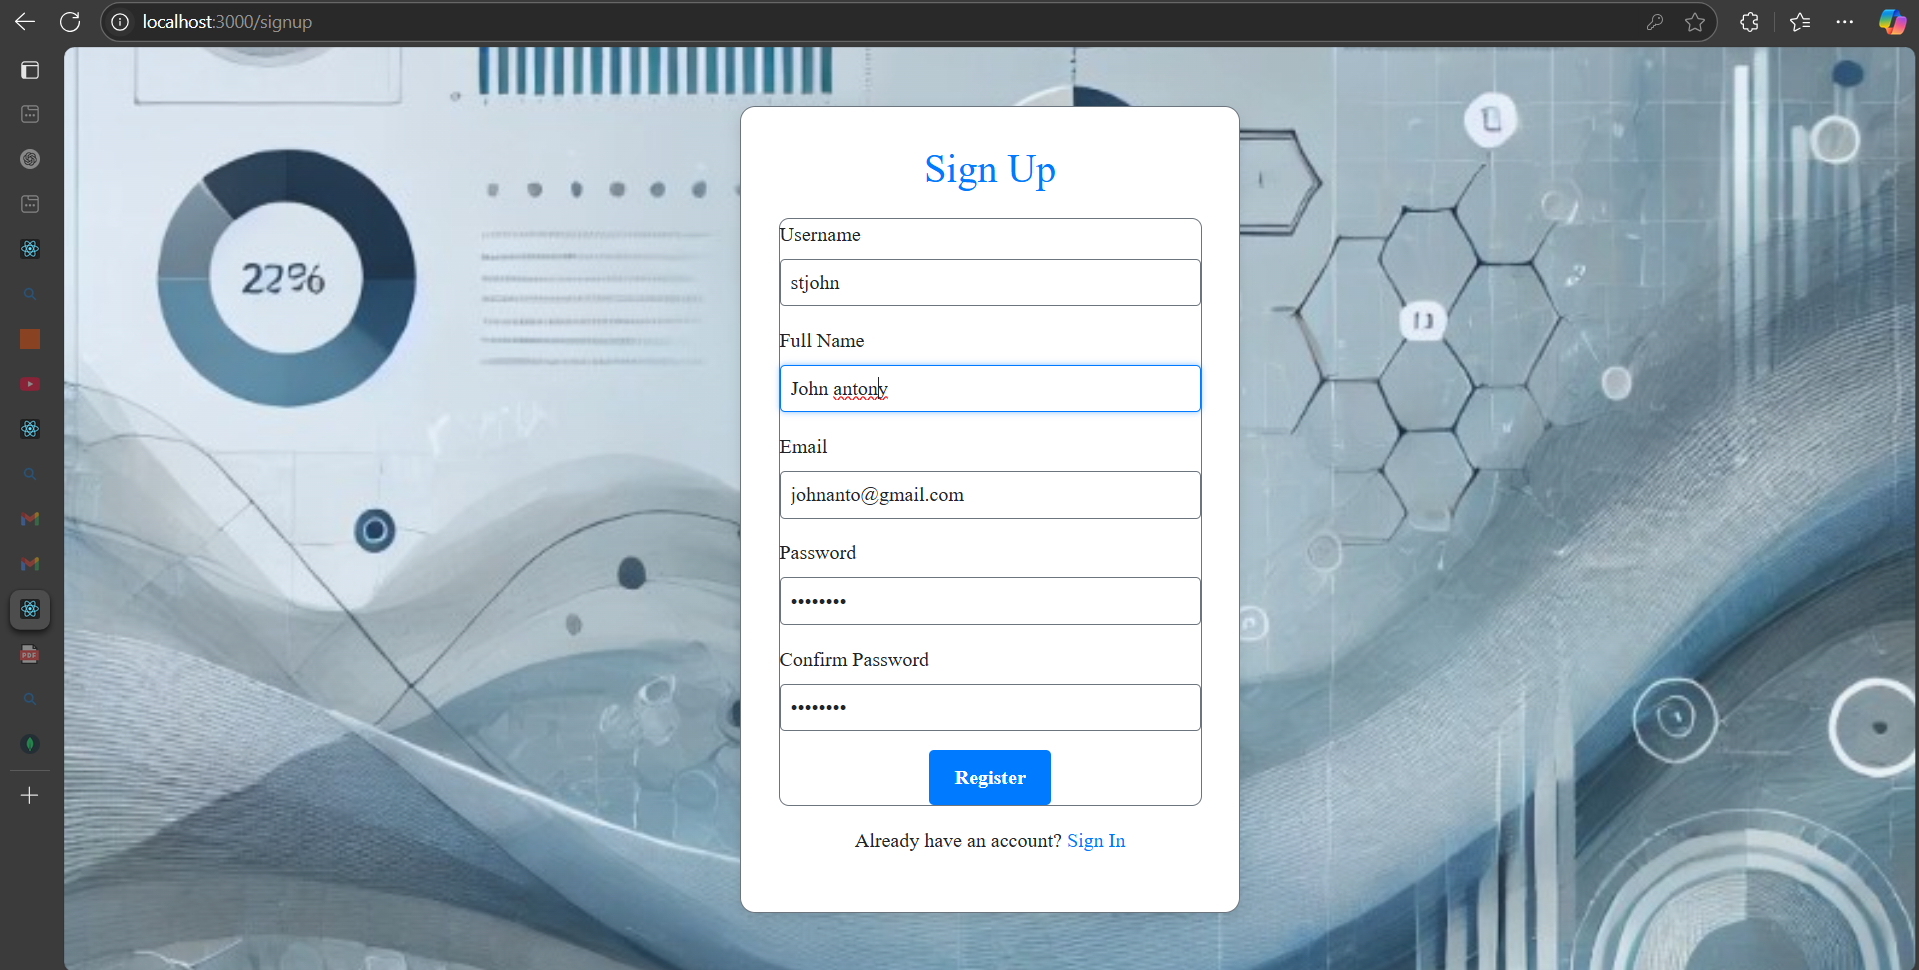 localhost:3000/signup
22%
Sign Up
Username
stjohn
Full Name
John antony
Email
johnanto@gmail.com
Password
••••••••
Confirm Password
••••••••
Register
Already have an account? Sign In
PDF